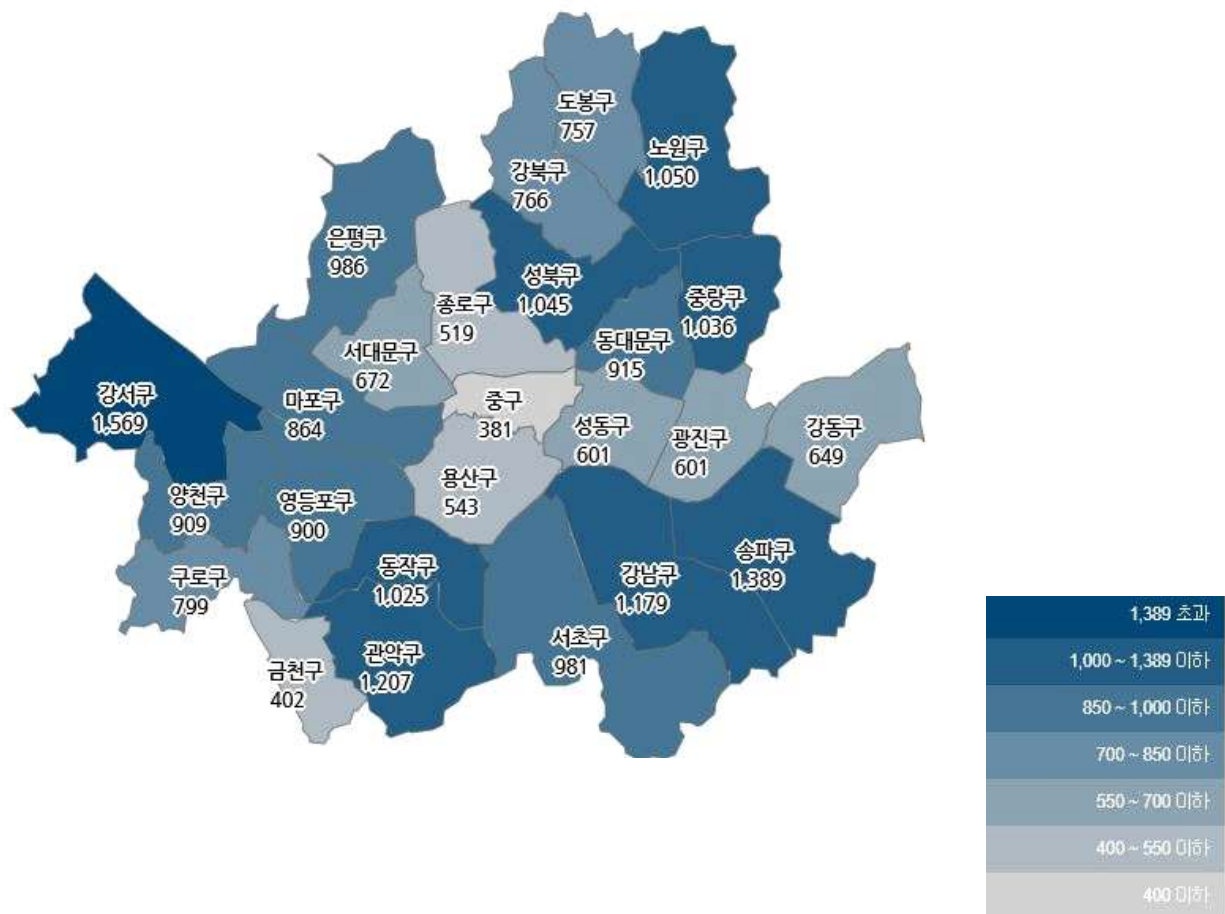 도봉구
757
노원구
1,050
강북구
766
은평구
986
성북구
1,045
중랑구
1,036
종로구
519
동대문구
915
서대문구
672
강서구
1,569
마포구
864
중구
381
성동구
601
광진구
601
강동구
649
용산구
543
양천구
909
영등포구
900
송파구
1,389
동작구
1,025
강남구
1,179
구로구
799
서초구
981
관악구
1,207
금천구
402
1,389 초과
1,000 ~ 1,389 이하
850 ~ 1,000 이하
700 ~ 850 이하
550 ~ 700 이하
400 ~ 550 이하
400 이하